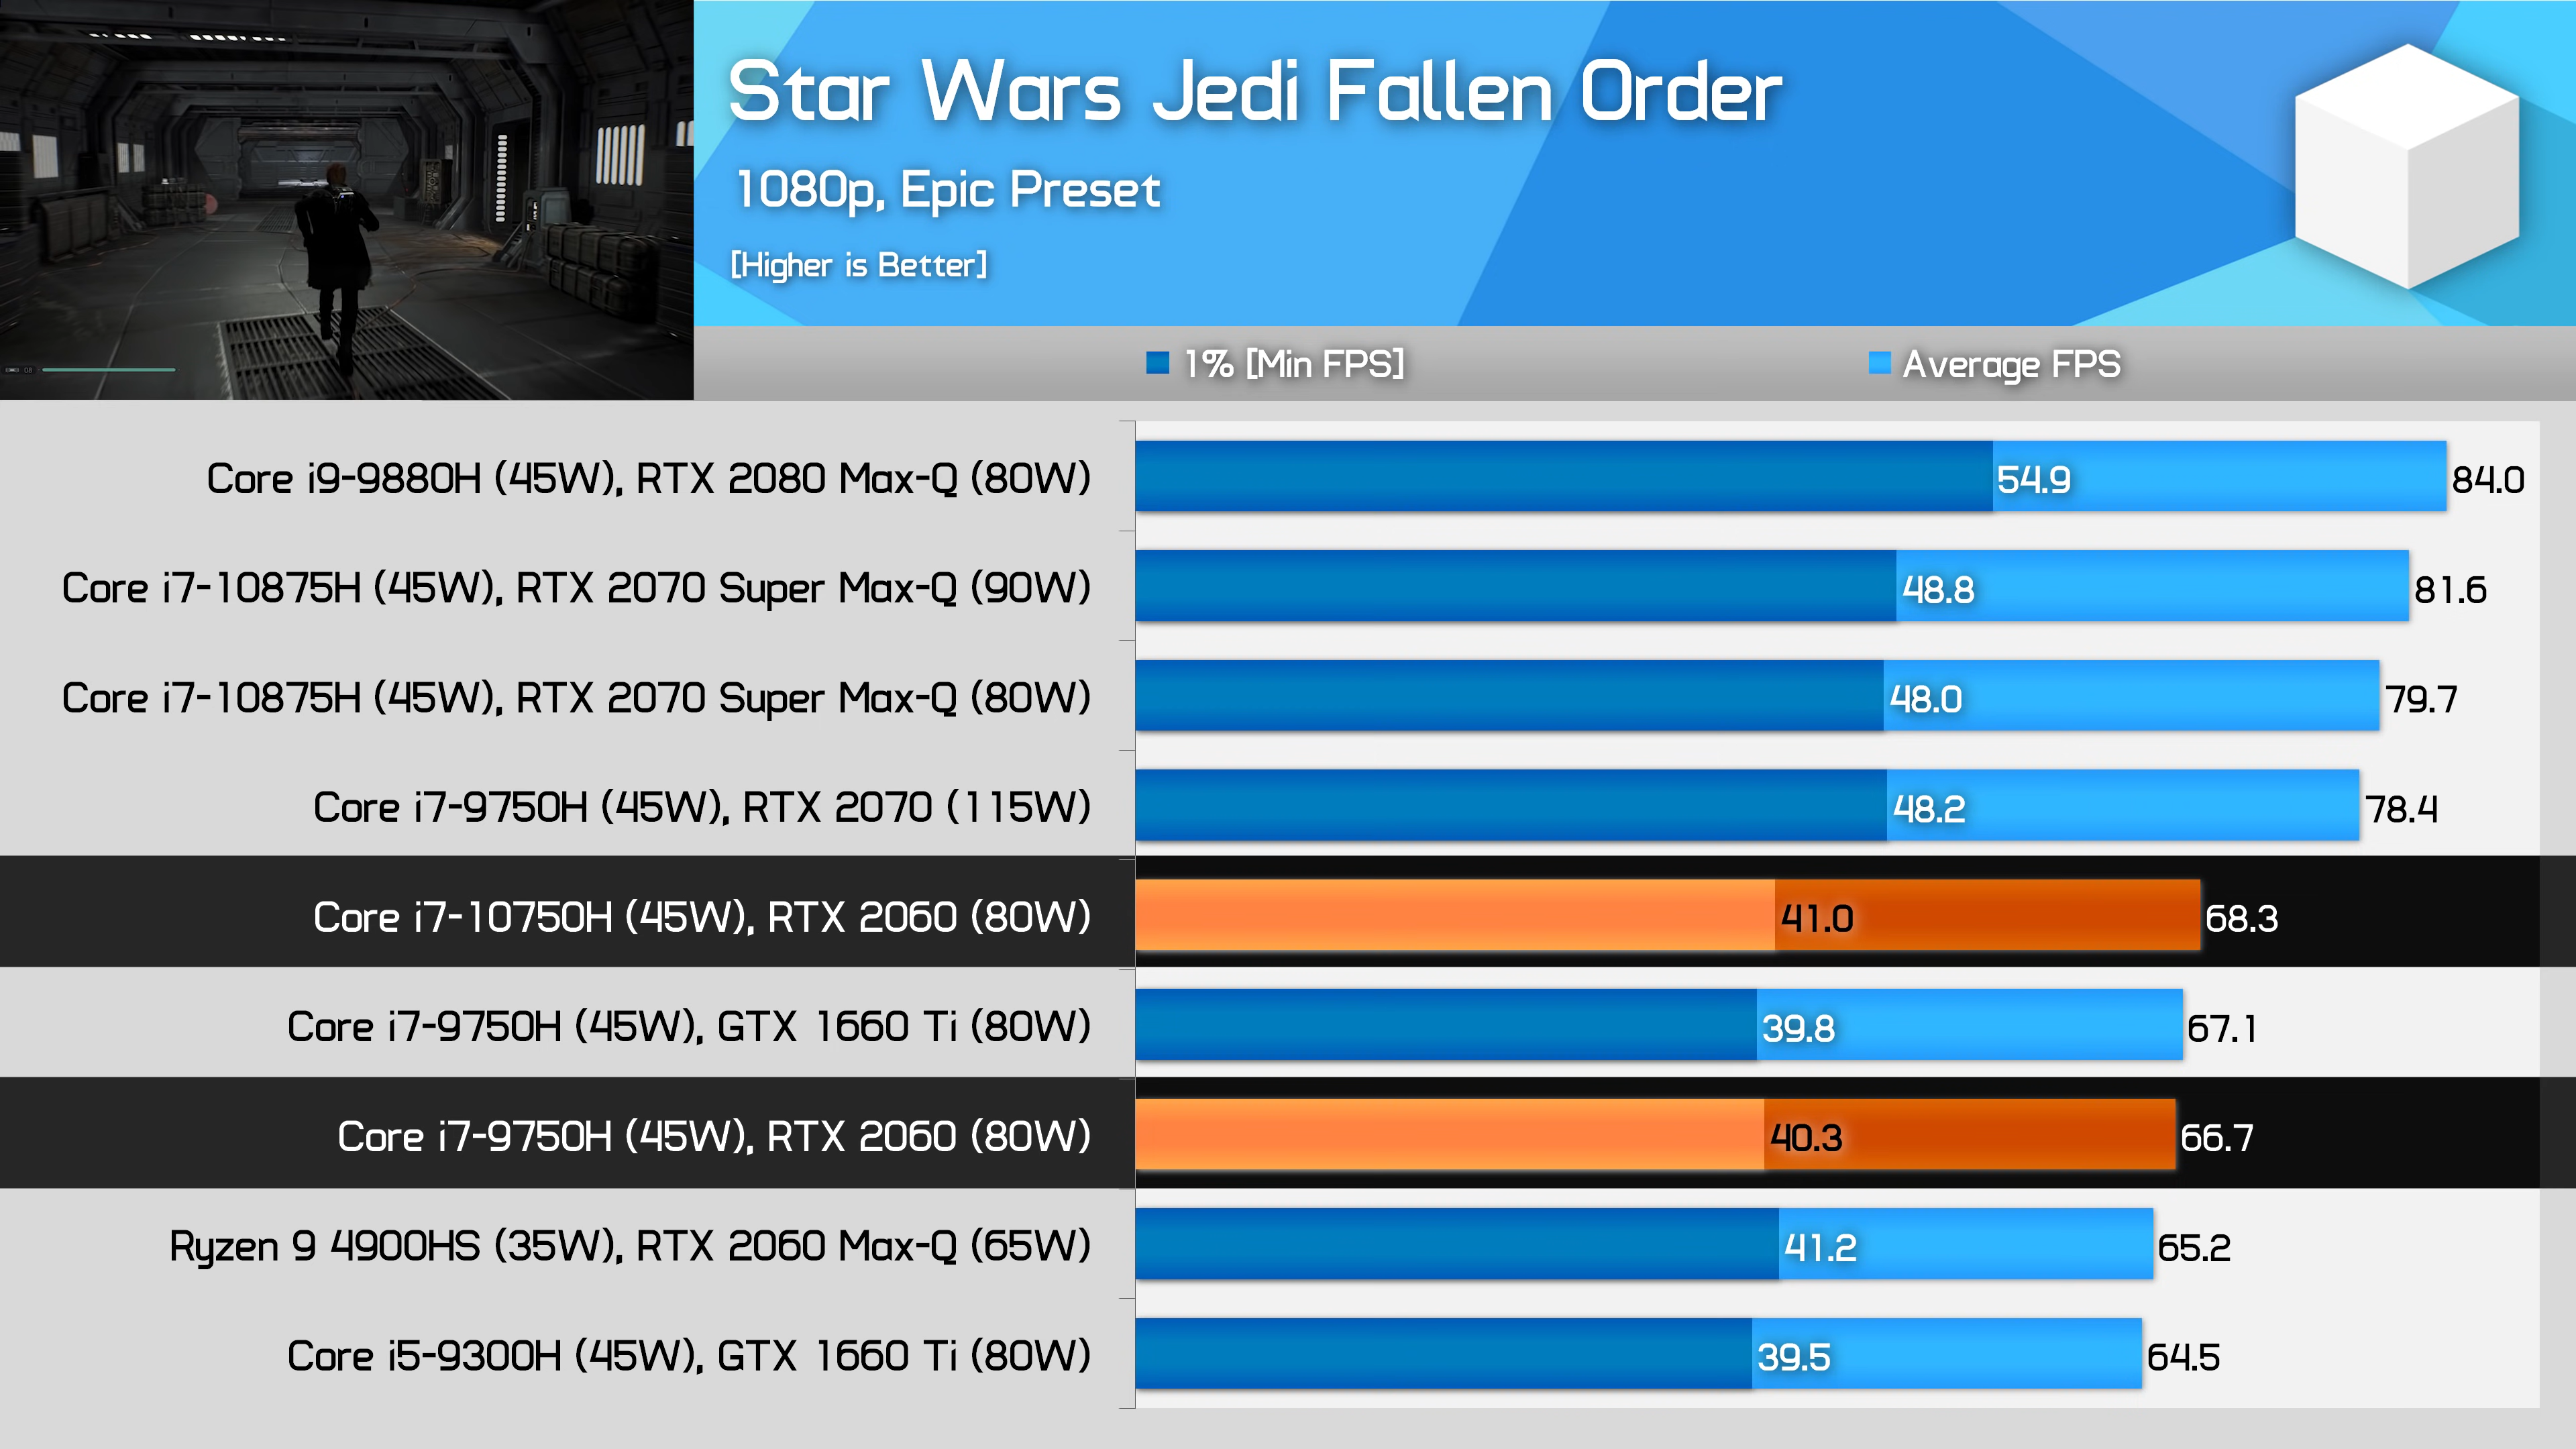 Star Wars Jedi Fallen Order
1080p, Epic Preset
[Higher is Better]
1% [Min FPS] Average FPS
Core i9-9880H (45W), RTX 2080 Max-Q (80W) 54.9 84.0
Core i7-10875H (45W), RTX 2070 Super Max-Q (90W) 48.8 81.6
Core i7-10875H (45W), RTX 2070 Super Max-Q (80W) 48.0 79.7
Core i7-9750H (45W), RTX 2070 (115W) 48.2 78.4
Core i7-10750H (45W), RTX 2060 (80W) 41.0 68.3
Core i7-9750H (45W), GTX 1660 Ti (80W) 39.8 67.1
Core i7-9750H (45W), RTX 2060 (80W) 40.3 66.7
Ryzen 9 4900HS (35W), RTX 2060 Max-Q (65W) 41.2 65.2
Core i5-9300H (45W), GTX 1660 Ti (80W) 39.5 64.5